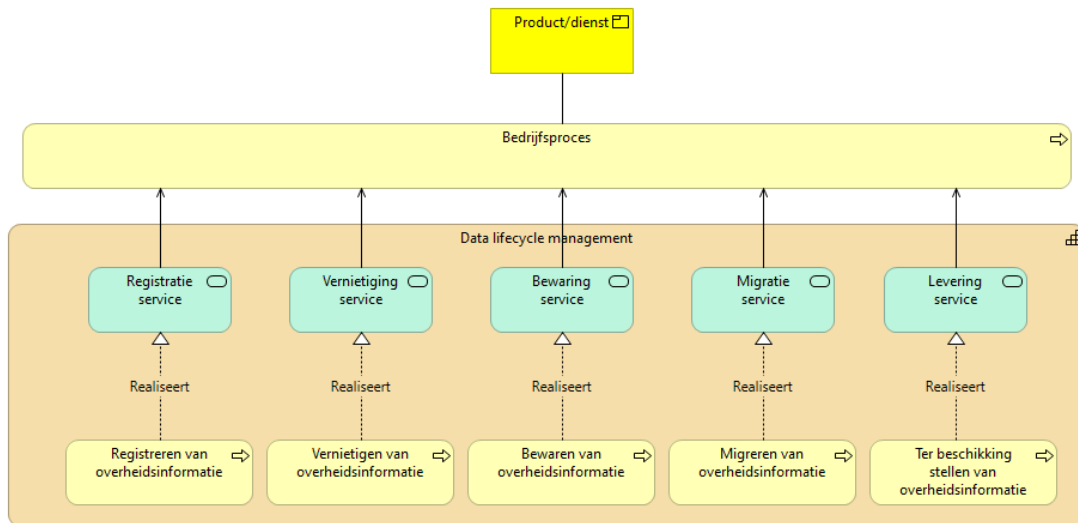 Product/dienst
Bedrijfsproces
Data lifecycle management
Registratie
service
Vernietiging
service
Bewaring
service
Migratie
service
Levering
service
Realiseert
Realiseert
Realiseert
Realiseert
Realiseert
Registreren van
overheidsinformatie
Vernietigen van
overheidsinformatie
Bewaren van
overheidsinformatie
Migreren van
overheidsinformatie
Ter beschikking
stellen van
overheidsinformatie